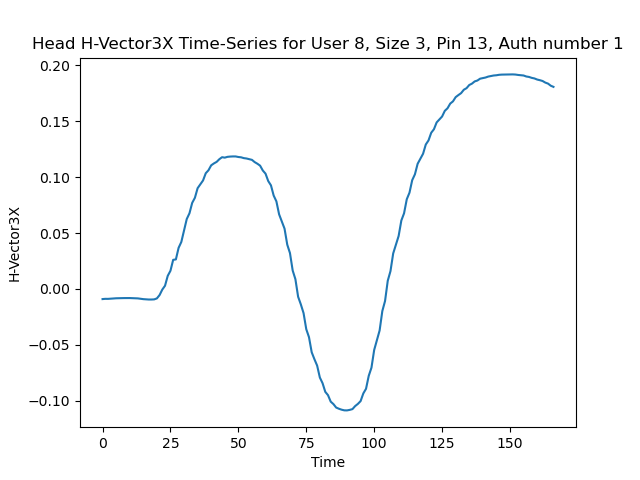 Head H-Vector3X Time-Series for User 8, Size 3, Pin 13, Auth number 1
0.20
0.15
0.10
0.05
0.00
−0.05
−0.10
H-Vector3X
0 25 50 75 100 125 150
Time